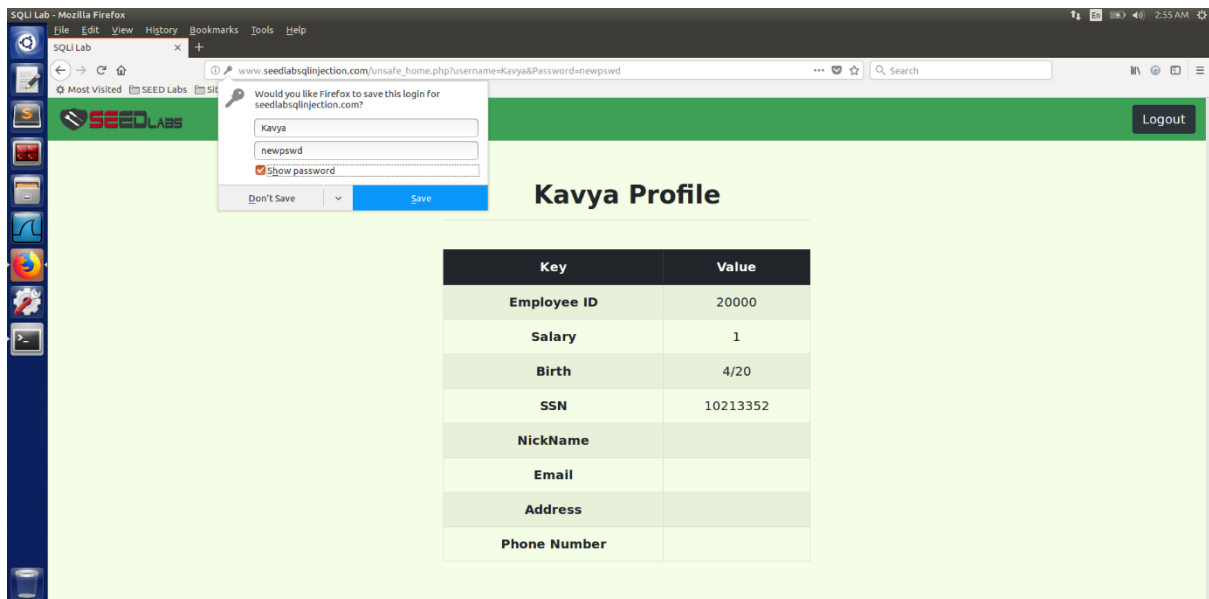 SQLi Lab - Mozilla Firefox
En 2:55 AM
File Edit View History Bookmarks Tools Help
SQLi Lab × +
www.seedlabsqlinjection.com/unsafe_home.php?username=Kavya&Password=newpswd
Search
Most Visited SEED Labs Sit
Would you like Firefox to save this login for
seedlabsqlinjection.com?
Kavya
newpswd
Show password
Don't Save Save
SEEDLABS
Logout
Kavya Profile
Key Value
Employee ID 20000
Salary 1
Birth 4/20
SSN 10213352
NickName
Email
Address
Phone Number